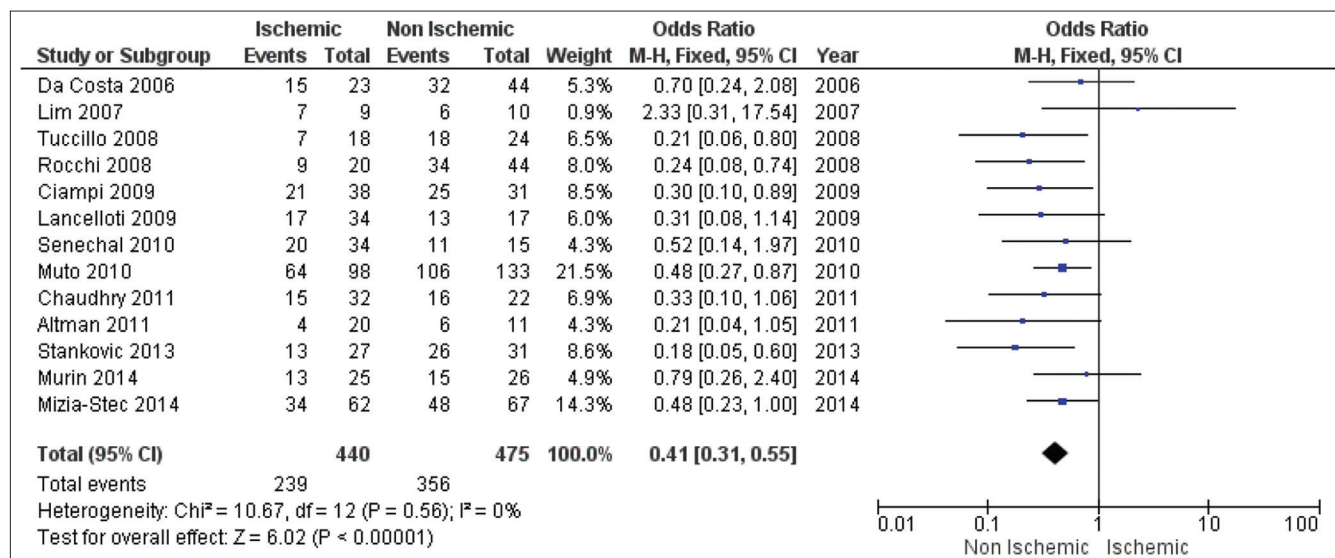 Ischemic Non Ischemic Odds Ratio Odds Ratio
Study or Subgroup Events Total Events Total Weight M-H, Fixed, 95% CI Year M-H, Fixed, 95% CI
Da Costa 2006 15 23 32 44 5.3% 0.70 [0.24, 2.08] 2006
Lim 2007 7 9 6 10 0.9% 2.33 [0.31, 17.54] 2007
Tuccillo 2008 7 18 18 24 6.5% 0.21 [0.06, 0.80] 2008
Rocchi 2008 9 20 34 44 8.0% 0.24 [0.08, 0.74] 2008
Ciampi 2009 21 38 25 31 8.5% 0.30 [0.10, 0.89] 2009
Lancelloti 2009 17 34 13 17 6.0% 0.31 [0.08, 1.14] 2009
Senechal 2010 20 34 11 15 4.3% 0.52 [0.14, 1.97] 2010
Muto 2010 64 98 106 133 21.5% 0.48 [0.27, 0.87] 2010
Chaudhry 2011 15 32 16 22 6.9% 0.33 [0.10, 1.06] 2011
Altman 2011 4 20 6 11 4.3% 0.21 [0.04, 1.05] 2011
Stankovic 2013 13 27 26 31 8.6% 0.18 [0.05, 0.60] 2013
Murin 2014 13 25 15 26 4.9% 0.79 [0.26, 2.40] 2014
Mizia-Stec 2014 34 62 48 67 14.3% 0.48 [0.23, 1.00] 2014
Total (95% CI) 440 475 100.0% 0.41 [0.31, 0.55]
Total events 239 356
Heterogeneity: Chi² = 10.67, df = 12 (P = 0.56); I² = 0%
Test for overall effect: Z = 6.02 (P < 0.00001)
0.01 0.1 1 10 100
Non Ischemic Ischemic